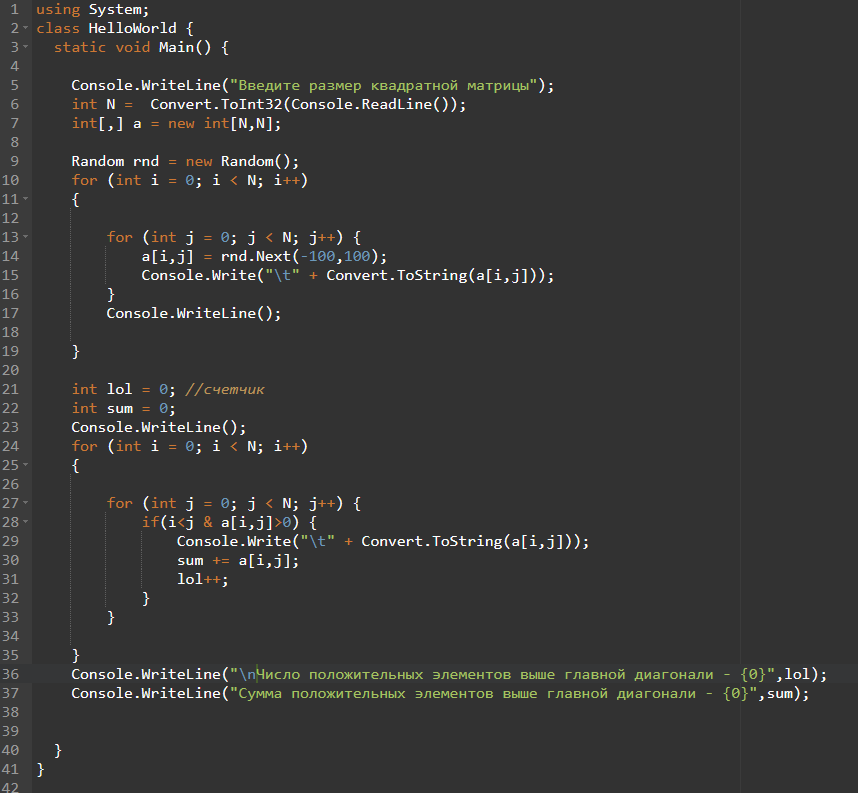 1 using System;
2 class HelloWorld {
3 static void Main() {
4
5 Console.WriteLine("Введите размер квадратной матрицы");
6 int N =  Convert.ToInt32(Console.ReadLine());
7 int[,] a = new int[N,N];
8
9 Random rnd = new Random();
10 for (int i = 0; i < N; i++)
11 {
12
13 for (int j = 0; j < N; j++) {
14 a[i,j] = rnd.Next(-100,100);
15 Console.Write("\t" + Convert.ToString(a[i,j]));
16 }
17 Console.WriteLine();
18
19 }
20
21 int lol = 0; //счетчик
22 int sum = 0;
23 Console.WriteLine();
24 for (int i = 0; i < N; i++)
25 {
26
27 for (int j = 0; j < N; j++) {
28 if(i<j & a[i,j]>0) {
29 Console.Write("\t" + Convert.ToString(a[i,j]));
30 sum += a[i,j];
31 lol++;
32 }
33 }
34
35 }
36 Console.WriteLine("\nЧисло положительных элементов выше главной диагонали - {0}",lol);
37 Console.WriteLine("Сумма положительных элементов выше главной диагонали - {0}",sum);
38
39
40 }
41 }
42